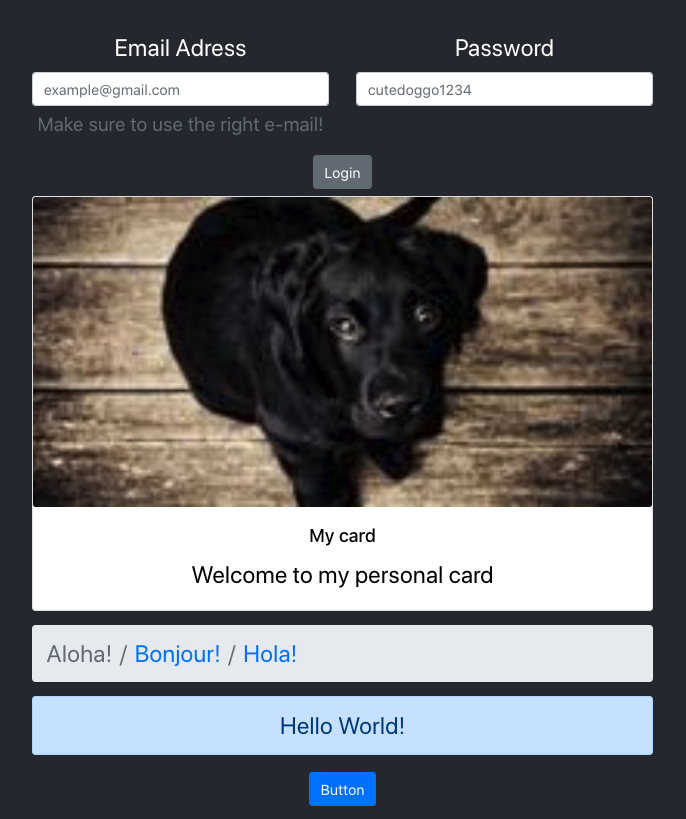 Email Adress
Password
example@gmail.com
cutedoggo1234
Make sure to use the right e-mail!
Login
My card
Welcome to my personal card
Aloha! / Bonjour! / Hola!
Hello World!
Button